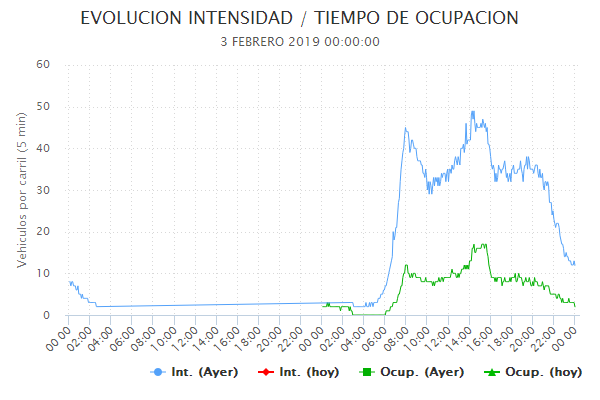 EVOLUCION INTENSIDAD / TIEMPO DE OCUPACION
3 FEBRERO 2019 00:00:00
Vehiculos por carril (5 min)
60
50
40
30
20
10
0
00:00 02:00 04:00 06:00 08:00 10:00 12:00 14:00 16:00 18:00 20:00 22:00 00:00 02:00 04:00 06:00 08:00 10:00 12:00 14:00 16:00 18:00 20:00 22:00 00:00
Int. (Ayer) Int. (hoy) Ocup. (Ayer) Ocup. (hoy)